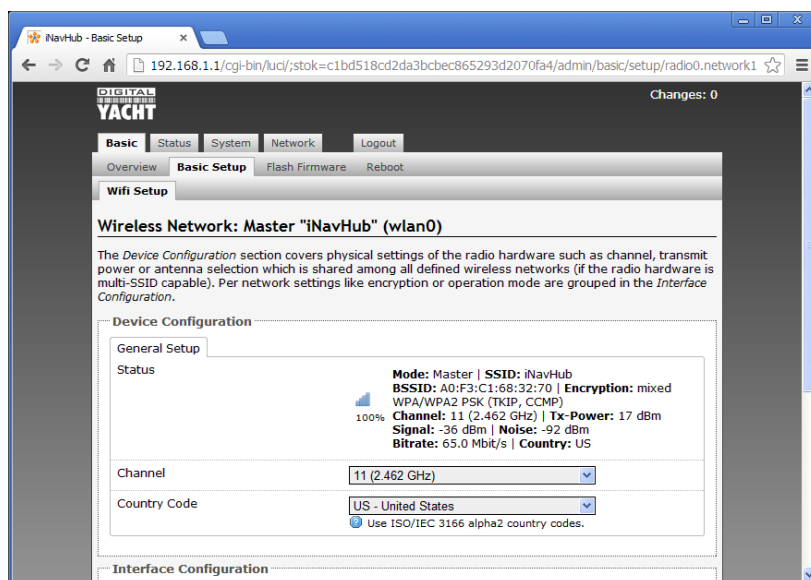 iNavHub - Basic Setup
192.168.1.1/cgi-bin/luci/;stok=c1bd518cd2da3bcbec865293d2070fa4/admin/basic/setup/radio0.network1
DIGITAL
YACHT
Changes: 0
Basic Status System Network Logout
Overview Basic Setup Flash Firmware Reboot
Wifi Setup
Wireless Network: Master "iNavHub" (wlan0)
The Device Configuration section covers physical settings of the radio hardware such as channel, transmit
power or antenna selection which is shared among all defined wireless networks (if the radio hardware is
multi-SSID capable). Per network settings like encryption or operation mode are grouped in the Interface
Configuration.
Device Configuration
General Setup
Status
Mode: Master | SSID: iNavHub
BSSID: A0:F3:C1:68:32:70 | Encryption: mixed
WPA/WPA2 PSK (TKIP, CCMP)
100% Channel: 11 (2.462 GHz) | Tx-Power: 17 dBm
Signal: -36 dBm | Noise: -92 dBm
Bitrate: 65.0 Mbit/s | Country: US
Channel 11 (2.462 GHz)
Country Code US - United States
Use ISO/IEC 3166 alpha2 country codes.
Interface Configuration